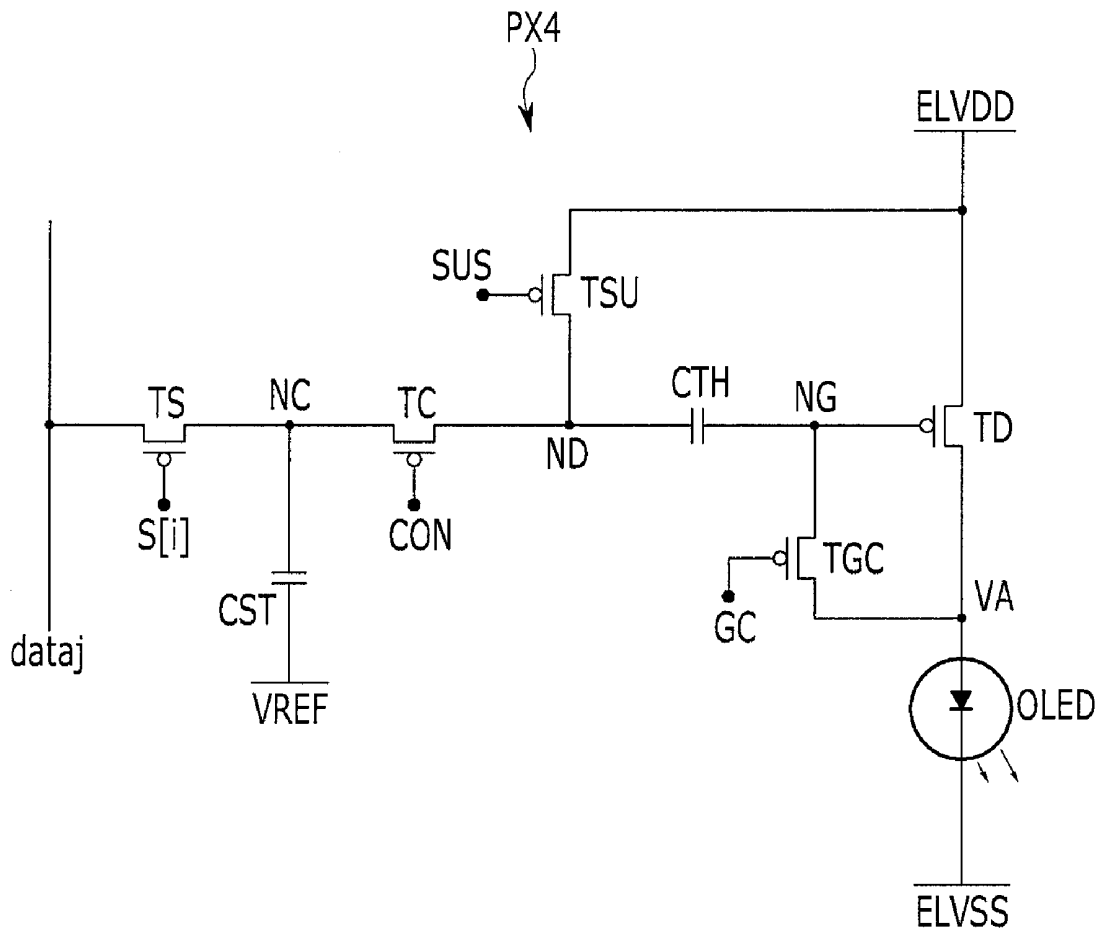 PX4
ELVDD
SUS
TSU
TS
NC
TC
CTH
NG
TD
ND
S[i]
CON
TGC
CST
GC
VA
dataj
VREF
OLED
ELVSS